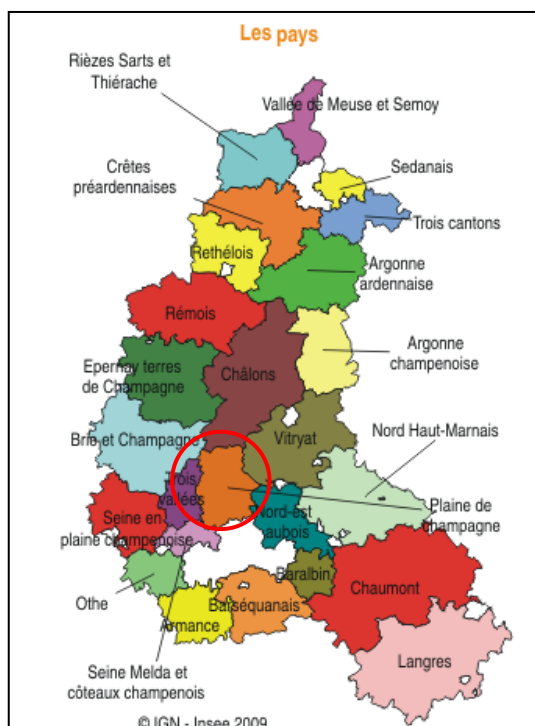 Les pays
Rièzes Sarts et
Thiérache
Vallée de Meuse et Semoy
Crêtes
préardennaises
Sedanais
Trois cantons
Rethélois
Argonne
ardennaise
Rémois
Argonne
champenoise
Epernay terres
de Champagne
Châlons
Brie et Champagne
Vitryat
Nord Haut-Marnais
Trois
vallées
Plaine de
champagne
Seine en
plaine champenoise
Nord-est
aubois
Baralbin
Chaumont
Othe
Armance
Barséquanais
Langres
Seine Melda et
côteaux champenois
© IGN - Insee 2009